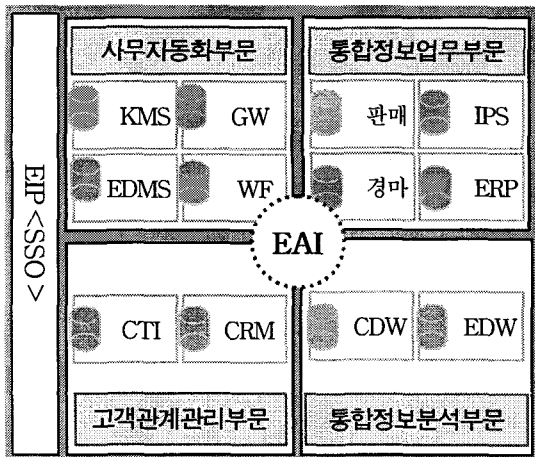 EIP<SSO>
사무자동화부문
KMS GW
EDMS WF
통합정보업무부문
판매 IPS
경마 ERP
EAI
CTI CRM
고객관계관리부문
CDW EDW
통합정보분석부문